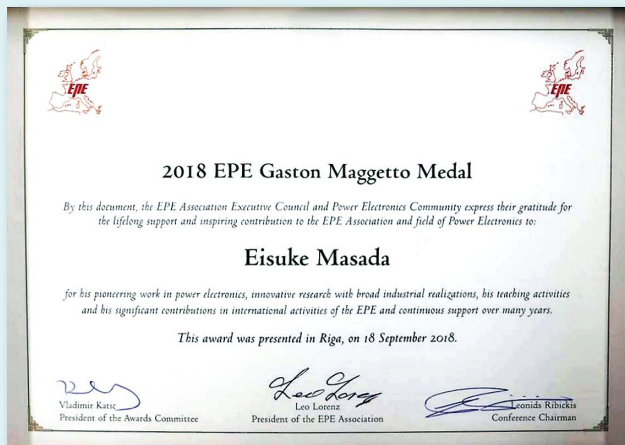 EPE
EPE
2018 EPE Gaston Maggetto Medal
By this document, the EPE Association Executive Council and Power Electronics Community express their gratitude for
the lifelong support and inspiring contribution to the EPE Association and field of Power Electronics to:
Eisuke Masada
for his pioneering work in power electronics, innovative research with broad industrial realizations, his teaching activities
and his significant contributions in international activities of the EPE and continuous support over many years.
This award was presented in Riga, on 18 September 2018.
Leo Lorenz
Vladimir Katic
Leo Lorenz
Leonids Ribickis
President of the Awards Committee
President of the EPE Association
Conference Chairman